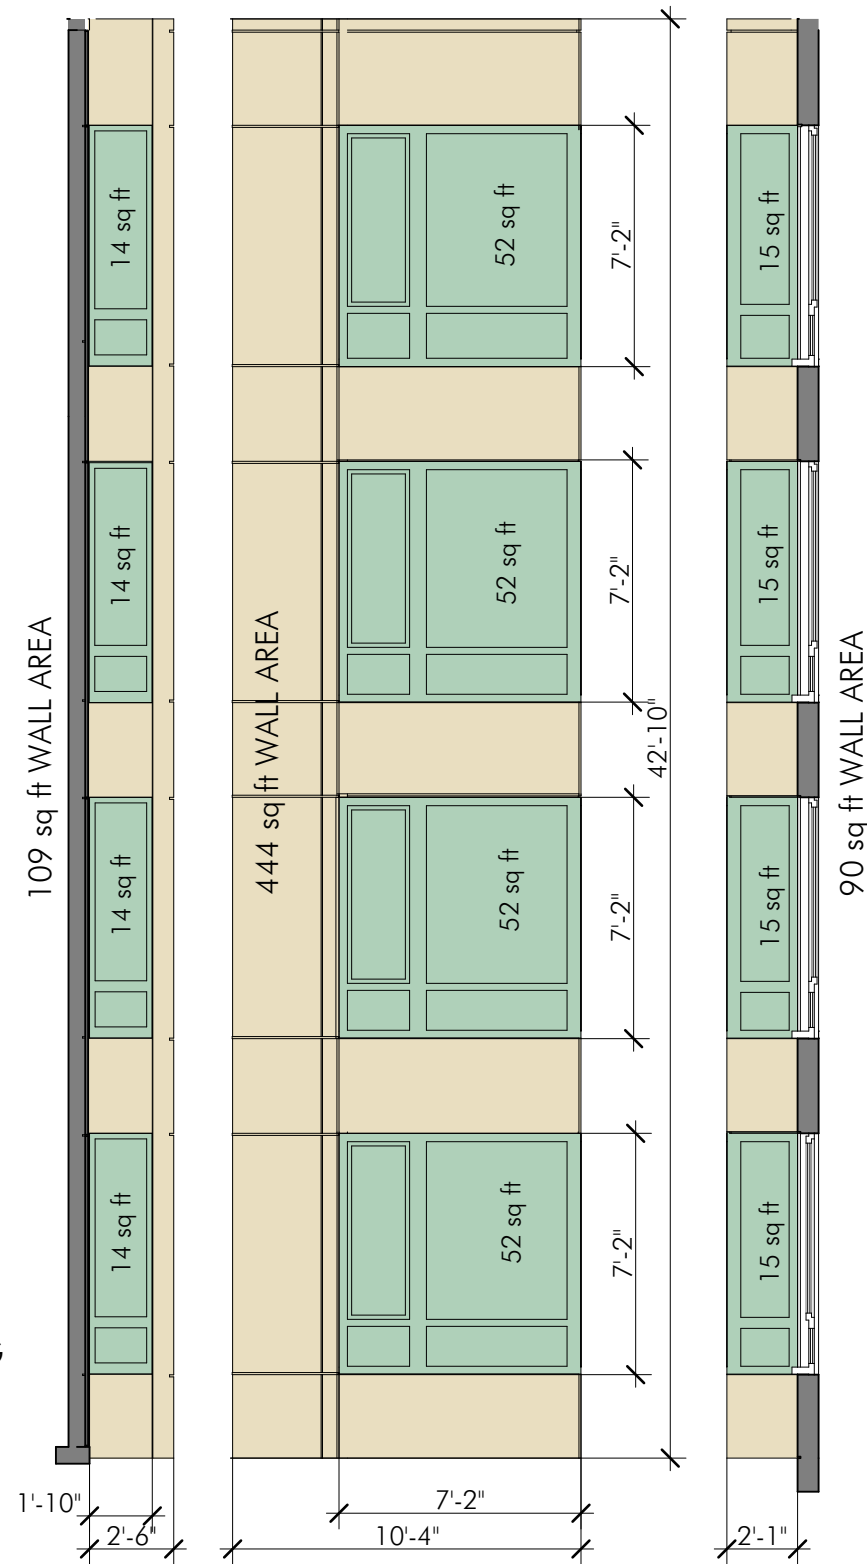 109 sq ft WALL AREA
14 sq ft
14 sq ft
14 sq ft
14 sq ft
1'-10"
2'-6"
444 sq ft WALL AREA
52 sq ft
52 sq ft
52 sq ft
52 sq ft
7'-2"
7'-2"
7'-2"
7'-2"
42'-10"
7'-2"
10'-4"
15 sq ft
15 sq ft
15 sq ft
15 sq ft
2'-1"
90 sq ft WALL AREA